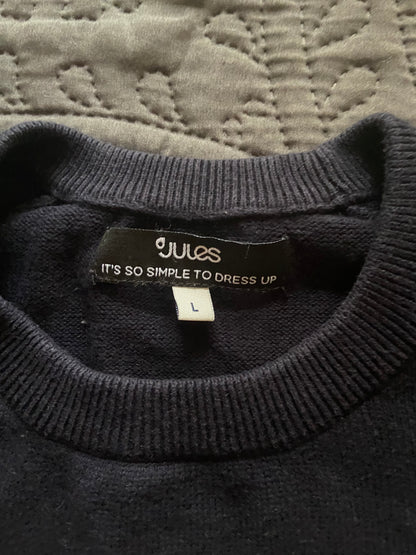 JULES
IT'S SO SIMPLE TO DRESS UP
L